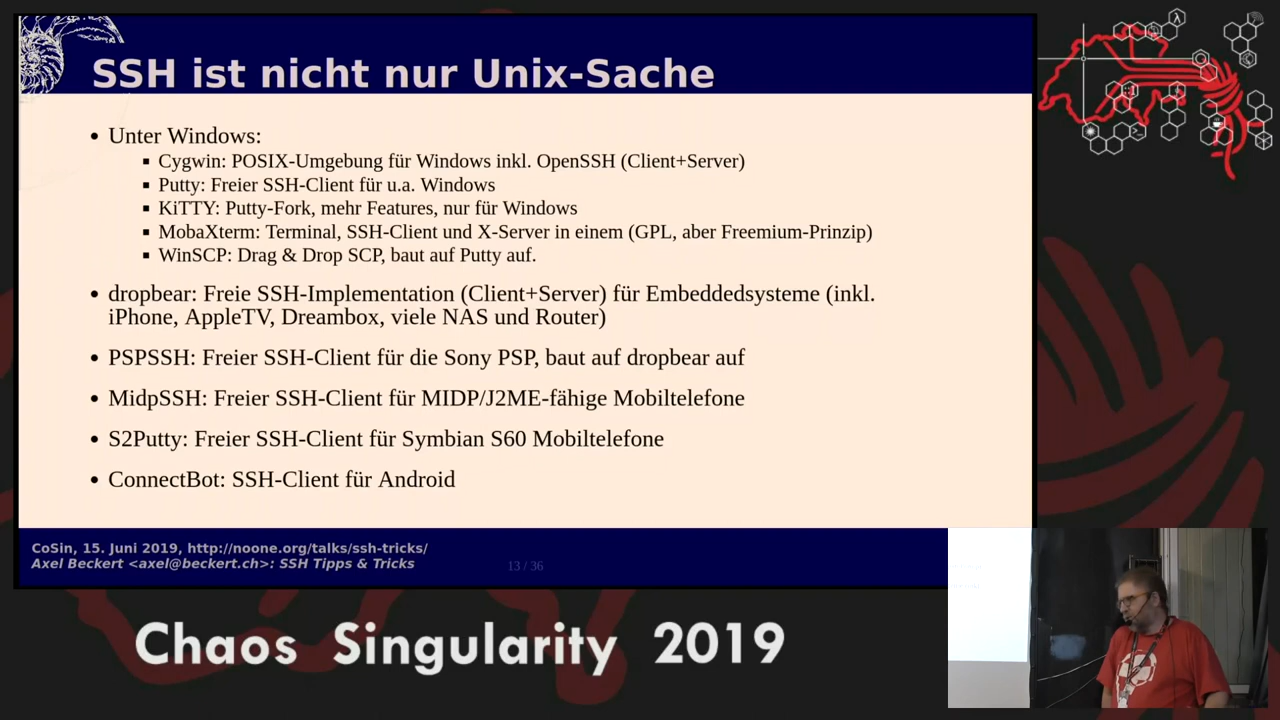 SSH ist nicht nur Unix-Sache
• Unter Windows:
▪ Cygwin: POSIX-Umgebung für Windows inkl. OpenSSH (Client+Server)
▪ Putty: Freier SSH-Client für u.a. Windows
▪ KiTTY: Putty-Fork, mehr Features, nur für Windows
▪ MobaXterm: Terminal, SSH-Client und X-Server in einem (GPL, aber Freemium-Prinzip)
▪ WinSCP: Drag & Drop SCP, baut auf Putty auf.
• dropbear: Freie SSH-Implementation (Client+Server) für Embeddedsysteme (inkl.
iPhone, AppleTV, Dreambox, viele NAS und Router)
• PSPSSH: Freier SSH-Client für die Sony PSP, baut auf dropbear auf
• MidpSSH: Freier SSH-Client für MIDP/J2ME-fähige Mobiltelefone
• S2Putty: Freier SSH-Client für Symbian S60 Mobiltelefone
• ConnectBot: SSH-Client für Android
CoSin, 15. Juni 2019, http://noone.org/talks/ssh-tricks/
Axel Beckert <axel@beckert.ch>: SSH Tipps & Tricks
13 / 36
Chaos Singularity 2019